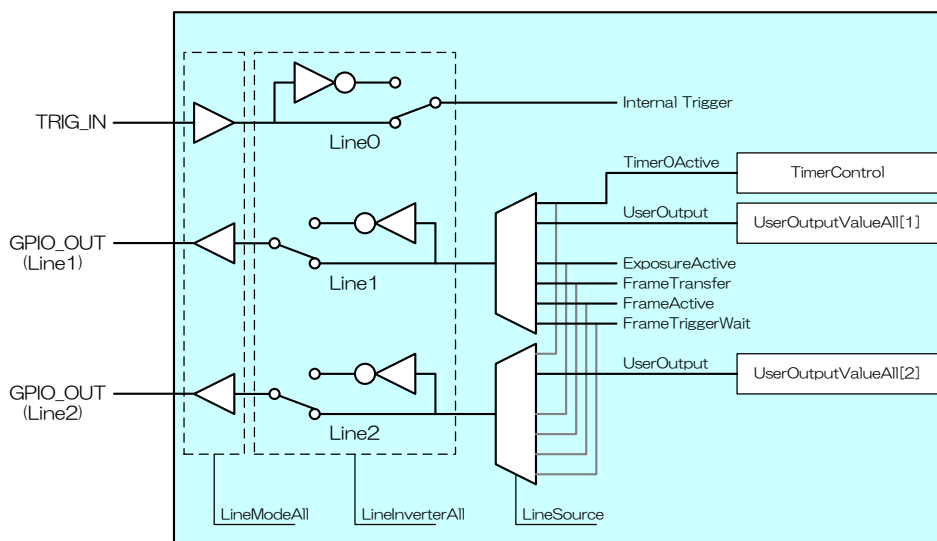 TRIG_IN
Line0
Internal Trigger
Timer0Active
TimerControl
GPIO_OUT
(Line1)
Line1
UserOutput
UserOutputValueAll[1]
ExposureActive
FrameTransfer
FrameActive
FrameTriggerWait
GPIO_OUT
(Line2)
Line2
UserOutput
UserOutputValueAll[2]
LineModeAll
LineInverterAll
LineSource